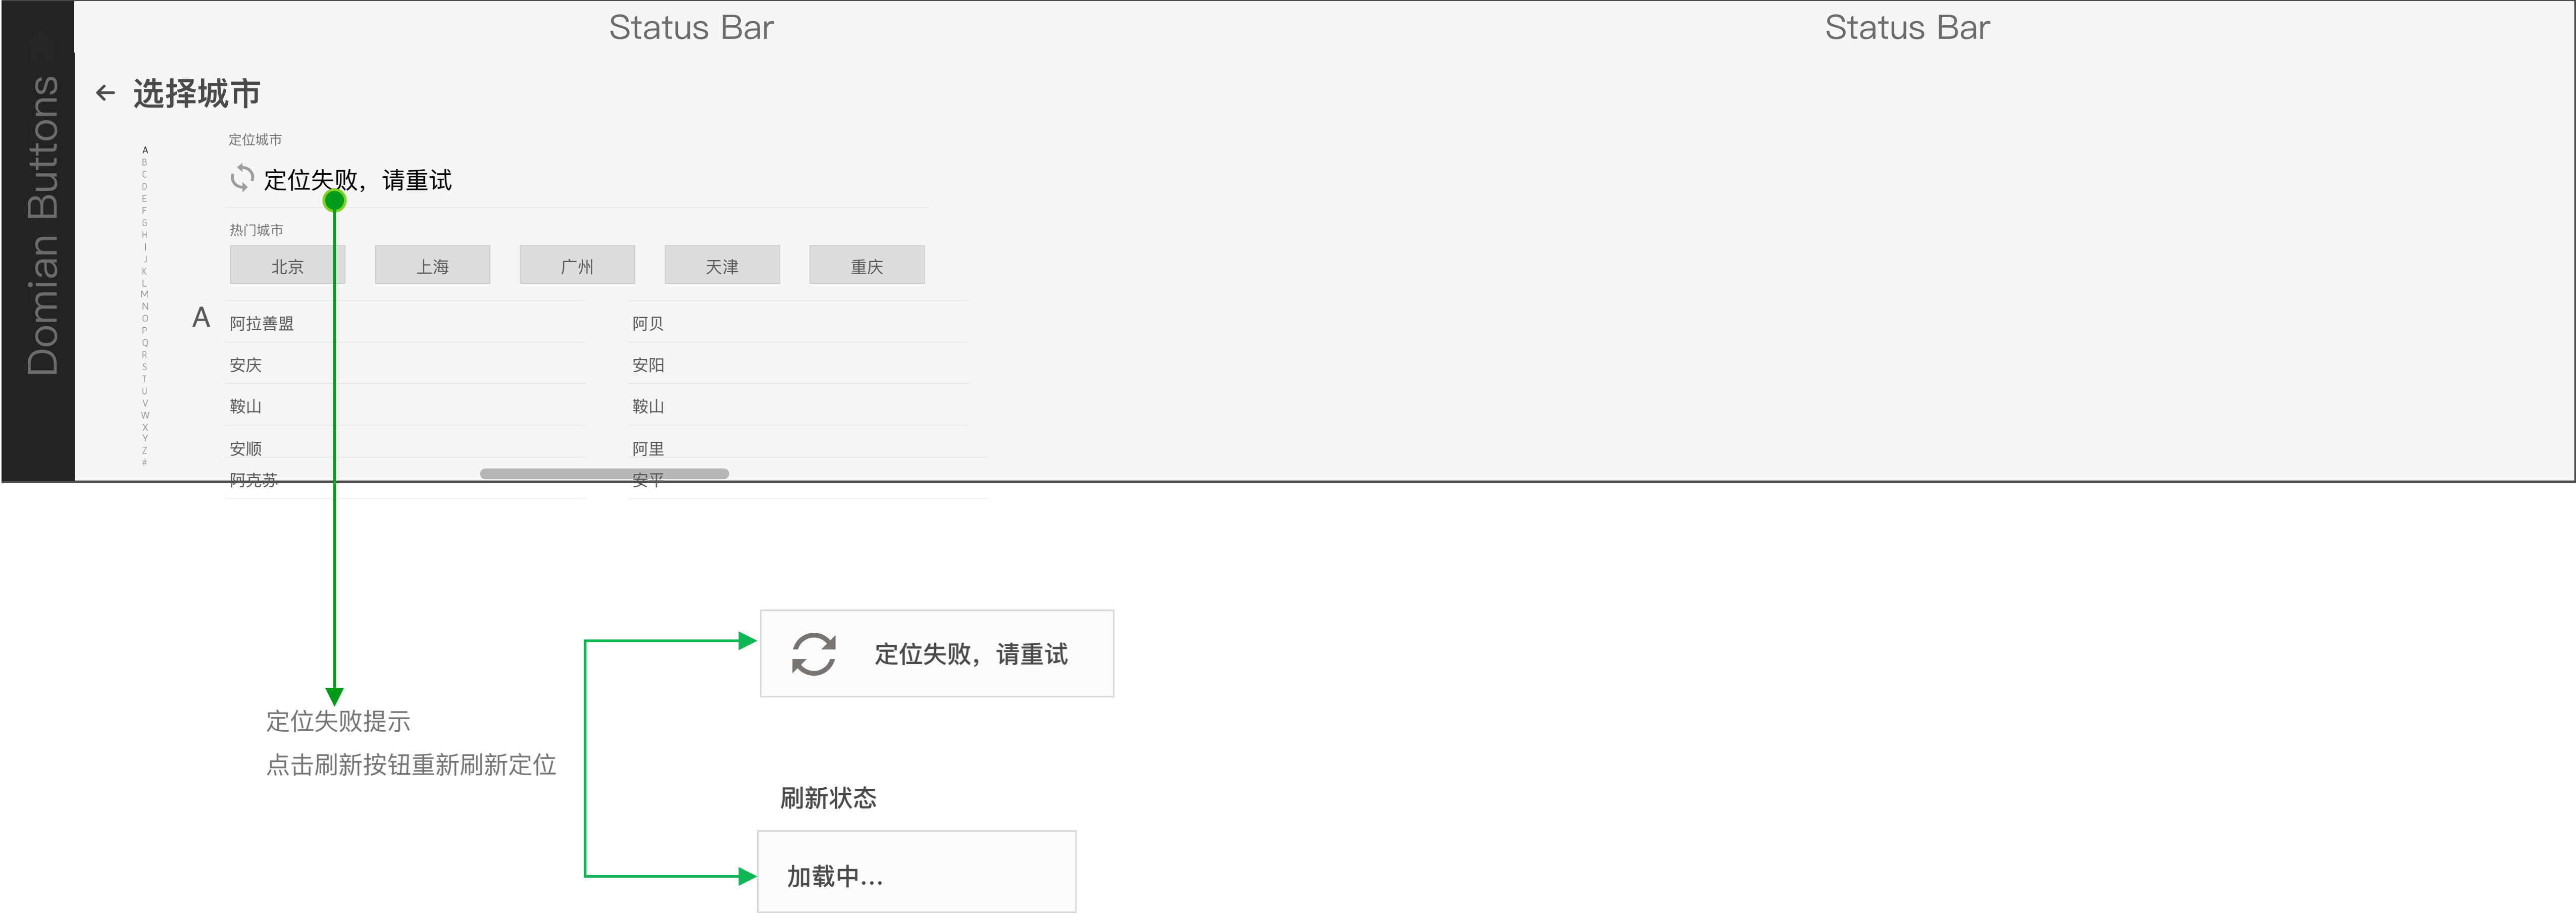 Status Bar
Status Bar
Domian Buttons
选择城市
定位城市
定位失败，请重试
热门城市
北京
上海
广州
天津
重庆
A
B
C
D
E
F
G
H
I
J
K
L
M
N
O
P
Q
R
S
T
U
V
W
X
Y
Z
#
A
阿拉善盟
阿贝
安庆
安阳
鞍山
鞍山
安顺
阿里
阿克苏
安平
定位失败，请重试
定位失败提示
点击刷新按钮重新刷新定位
刷新状态
加载中...